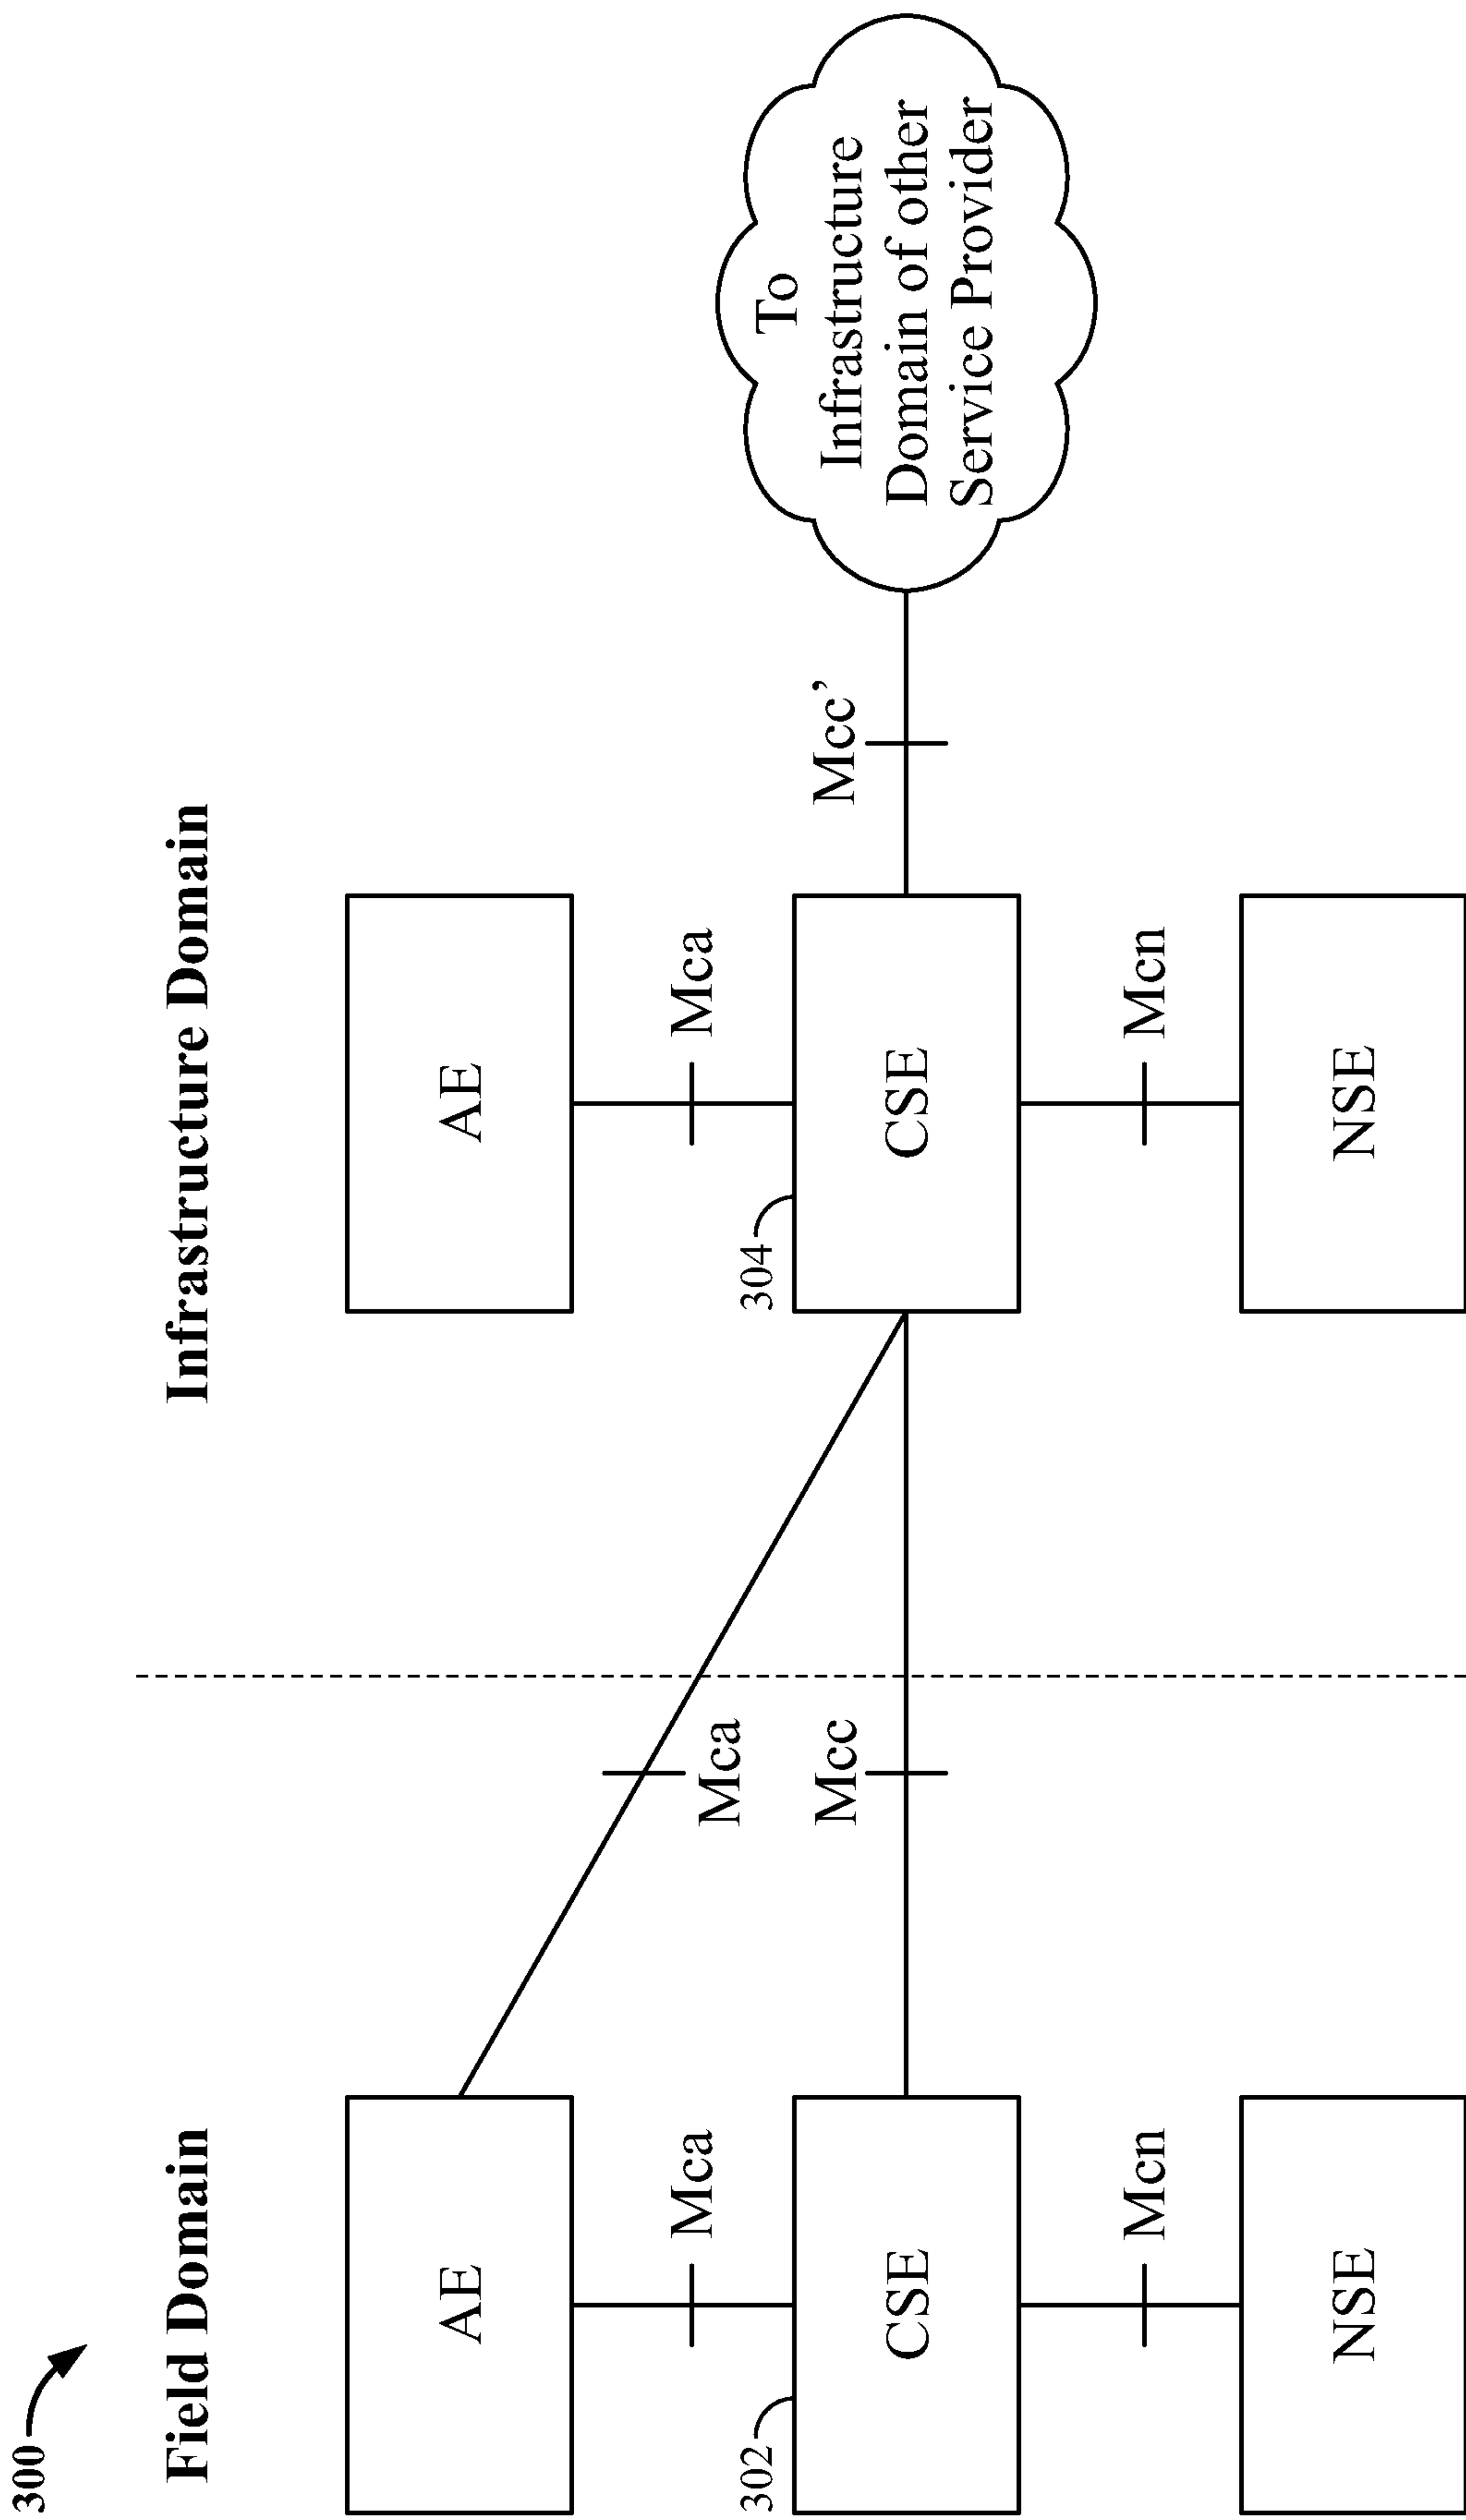 300
Field Domain
Infrastructure Domain
AE
AE
Mca
Mca
Mca
302
CSE
Mcc
304
CSE
Mcc’
To
Infrastructure
Domain of other
Service Provider
Mcn
Mcn
NSE
NSE